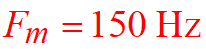 Fm = 150 Hz